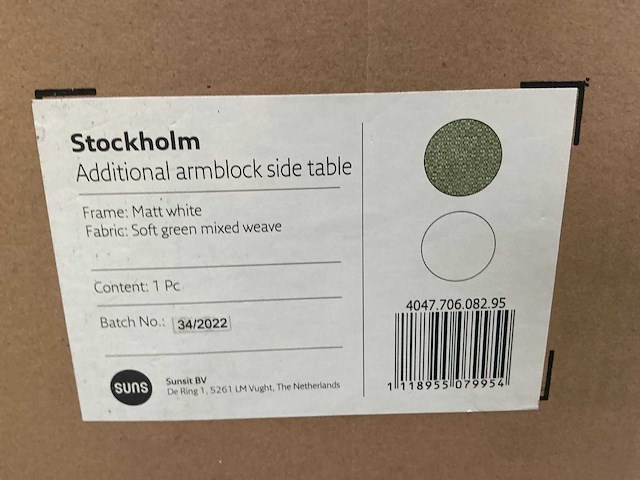 Stockholm
Additional armblock side table
Frame: Matt white
Fabric: Soft green mixed weave
Content: 1 Pc
Batch No.: 34/2022
suns
Sunsit BV
De Ring 1, 5261 LM Vught, The Netherlands
4047.706.082.95
1 118955 079954